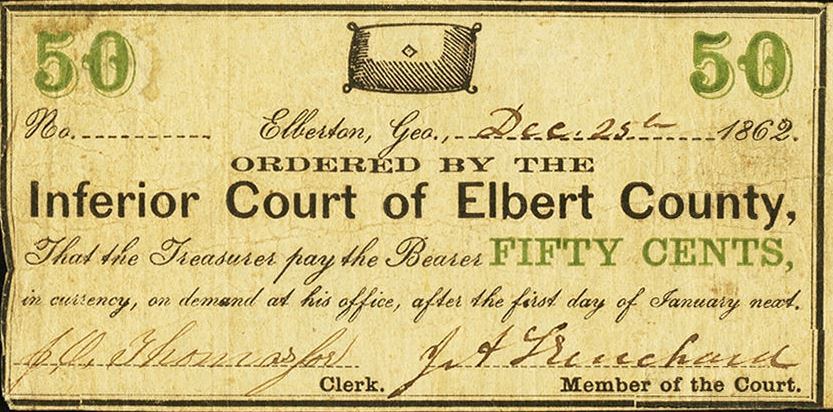 50 50
No. Elberton, Geo., Dec. 25th 1862.
ORDERED BY THE
Inferior Court of Elbert County,
That the Treasurer pay the Bearer FIFTY CENTS,
in currency, on demand at his office, after the first day of January next.
J A Trenchard
Clerk. Member of the Court.